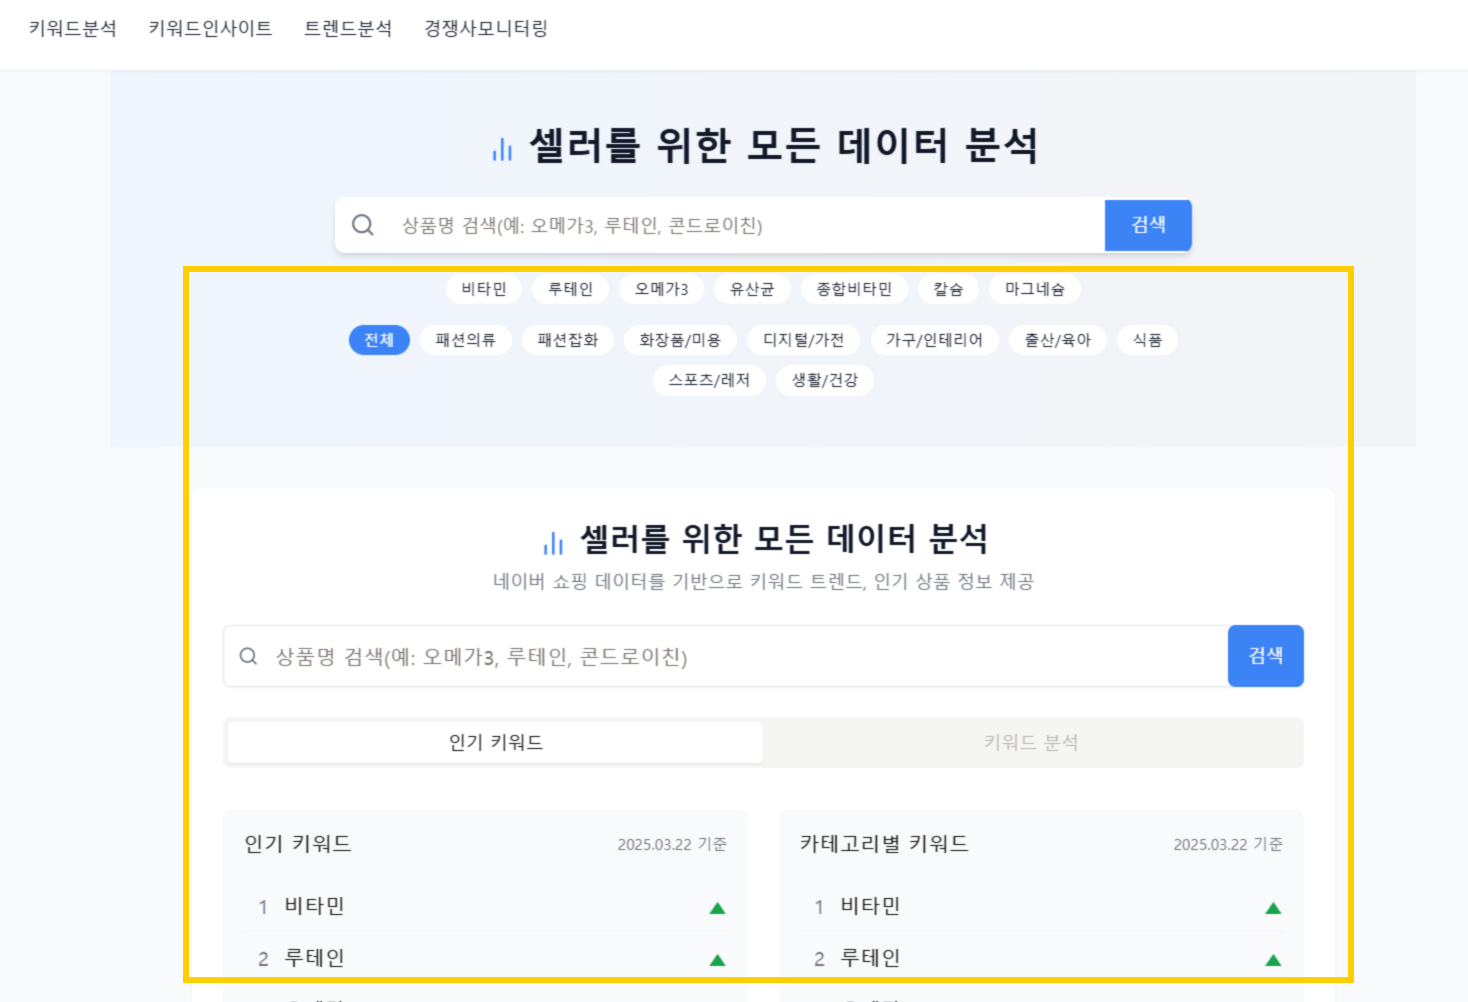 키워드분석 키워드인사이트 트렌드분석 경쟁사모니터링
셀러를 위한 모든 데이터 분석
상품명 검색(예: 오메가3, 루테인, 콘드로이친) 검색
비타민 루테인 오메가3 유산균 종합비타민 칼슘 마그네슘
전체 패션의류 패션잡화 화장품/미용 디지털/가전 가구/인테리어 출산/육아 식품
스포츠/레저 생활/건강
셀러를 위한 모든 데이터 분석
네이버 쇼핑 데이터를 기반으로 키워드 트렌드, 인기 상품 정보 제공
상품명 검색(예: 오메가3, 루테인, 콘드로이친) 검색
인기 키워드 키워드 분석
인기 키워드 2025.03.22 기준
1 비타민
2 루테인
카테고리별 키워드 2025.03.22 기준
1 비타민
2 루테인